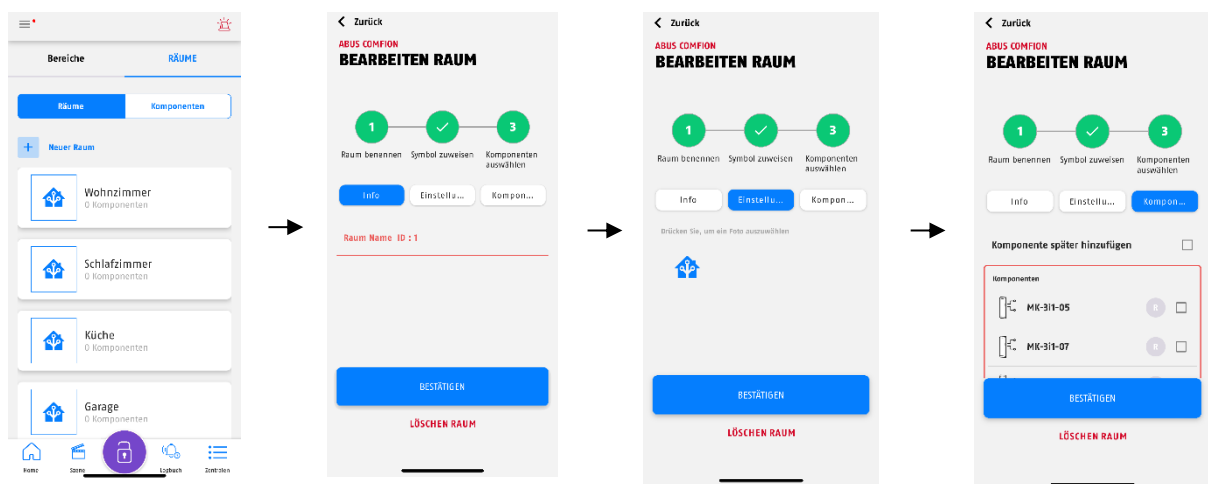 Bereiche RÄUME
Räume Komponenten
+ Neuer Raum
Wohnzimmer
0 Komponenten
Schlafzimmer
0 Komponenten
Küche
0 Komponenten
Garage
0 Komponenten
Home Szene Logbuch Zentralen
Zurück
ABUS COMFION
BEARBEITEN RAUM
1 3
Raum benennen Symbol zuweisen Komponenten
auswählen
Info Einstellu... Kompon...
Raum Name ID : 1
BESTÄTIGEN
LÖSCHEN RAUM
Zurück
ABUS COMFION
BEARBEITEN RAUM
1 3
Raum benennen Symbol zuweisen Komponenten
auswählen
Info Einstellu... Kompon...
Drücken Sie, um ein Foto auszuwählen
BESTÄTIGEN
LÖSCHEN RAUM
Zurück
ABUS COMFION
BEARBEITEN RAUM
1 3
Raum benennen Symbol zuweisen Komponenten
auswählen
Info Einstellu... Kompon...
Komponente später hinzufügen
Komponenten
MK-3i1-05 R
MK-3i1-07 R
BESTÄTIGEN
LÖSCHEN RAUM